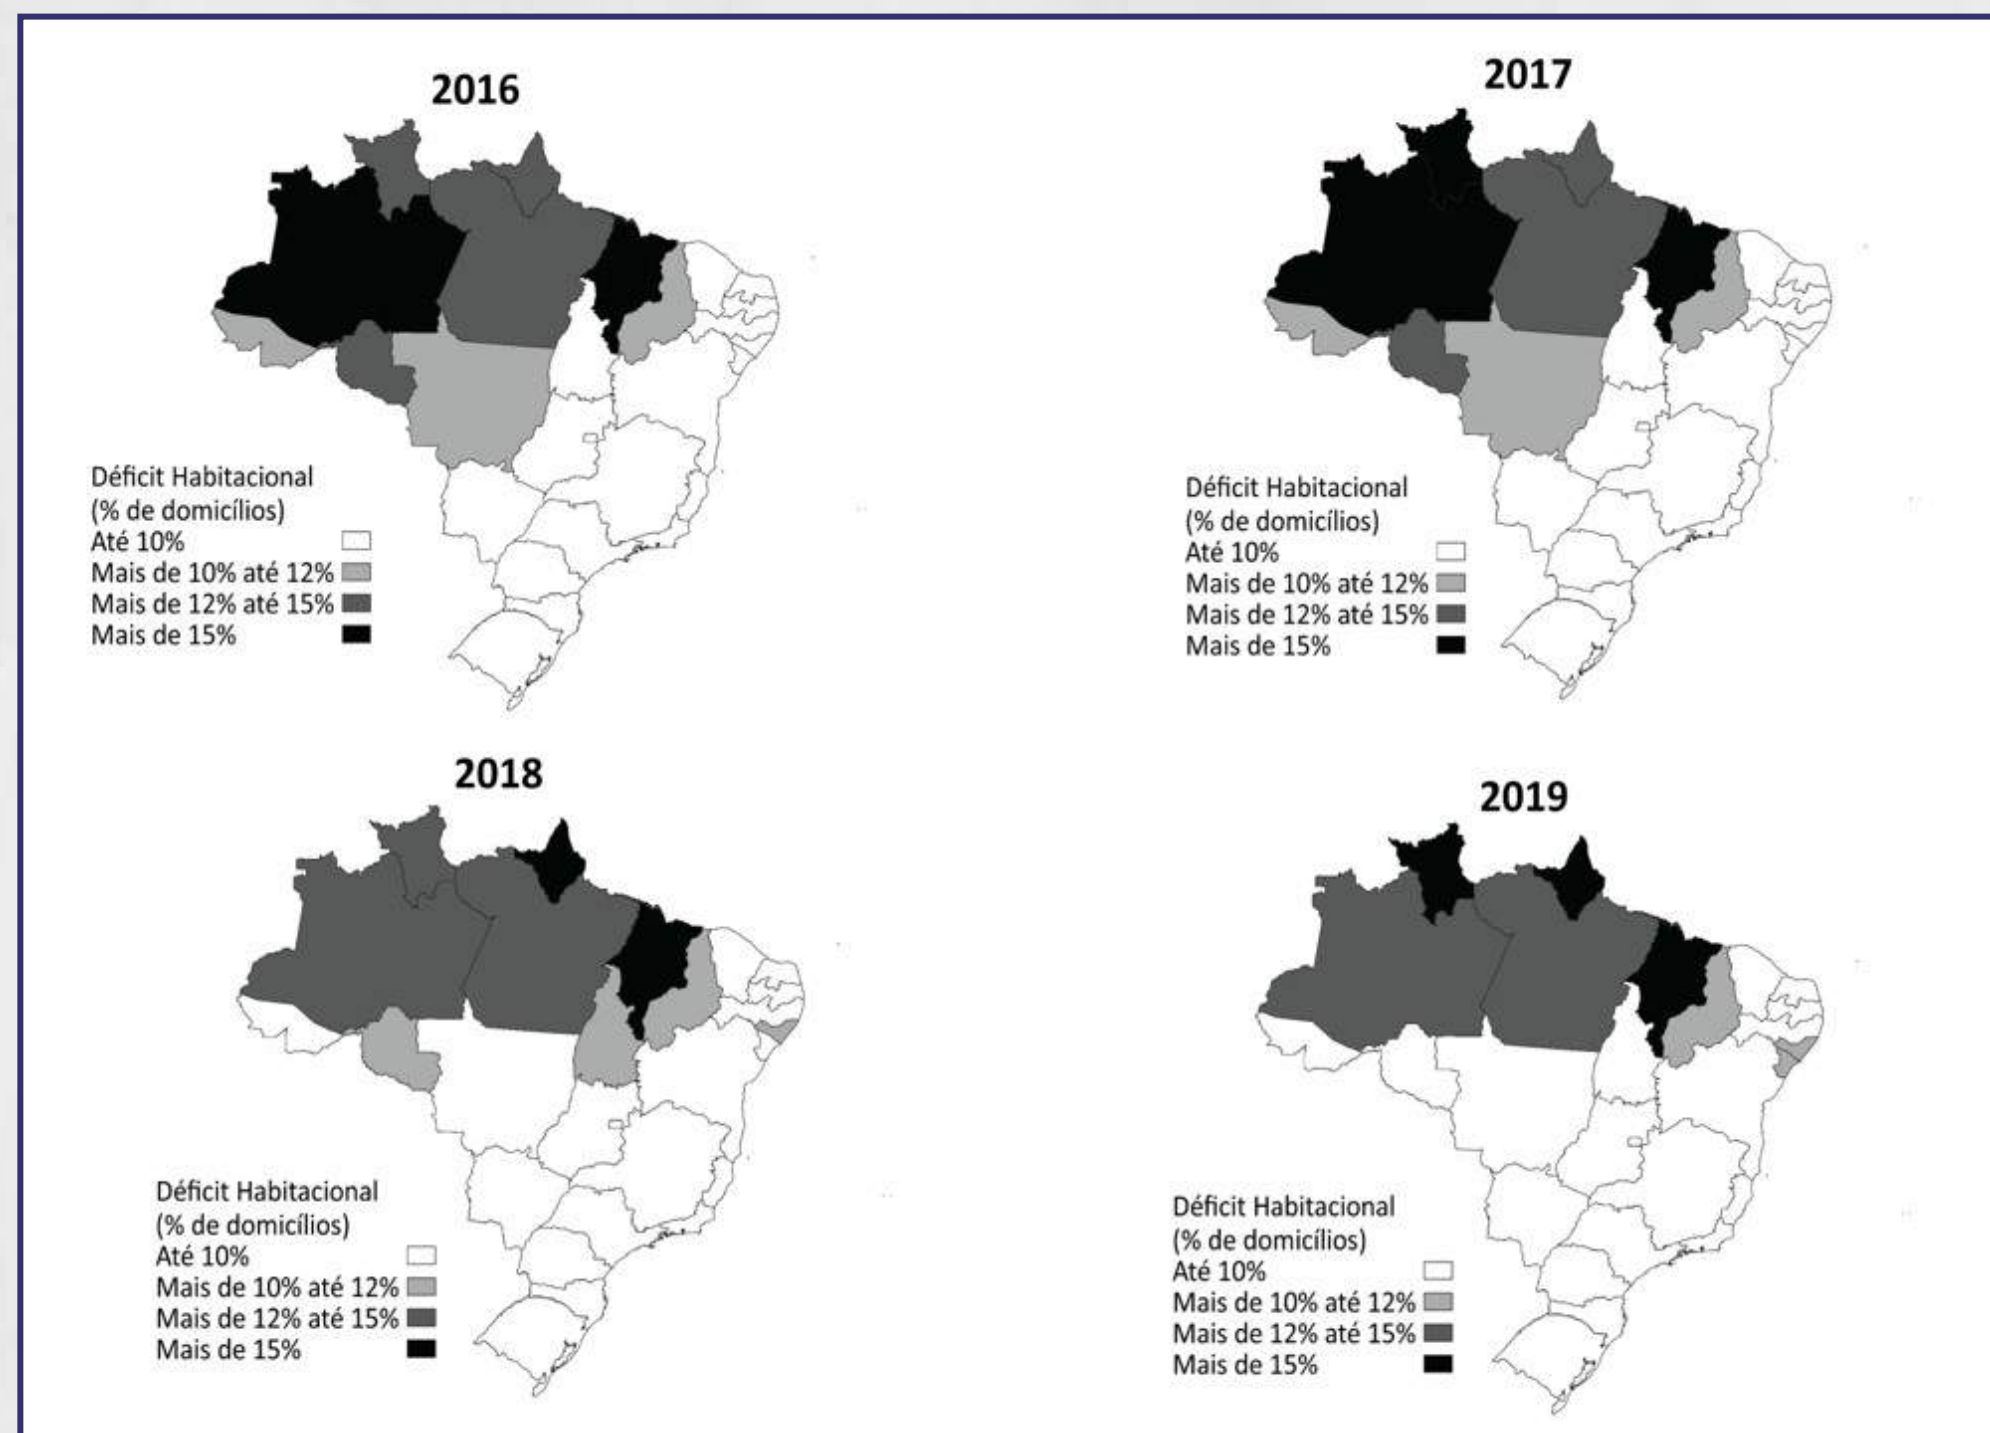 2016
Déficit Habitacional
(% de domicílios)
Até 10%
Mais de 10% até 12%
Mais de 12% até 15%
Mais de 15%
2017
Déficit Habitacional
(% de domicílios)
Até 10%
Mais de 10% até 12%
Mais de 12% até 15%
Mais de 15%
2018
Déficit Habitacional
(% de domicílios)
Até 10%
Mais de 10% até 12%
Mais de 12% até 15%
Mais de 15%
2019
Déficit Habitacional
(% de domicílios)
Até 10%
Mais de 10% até 12%
Mais de 12% até 15%
Mais de 15%